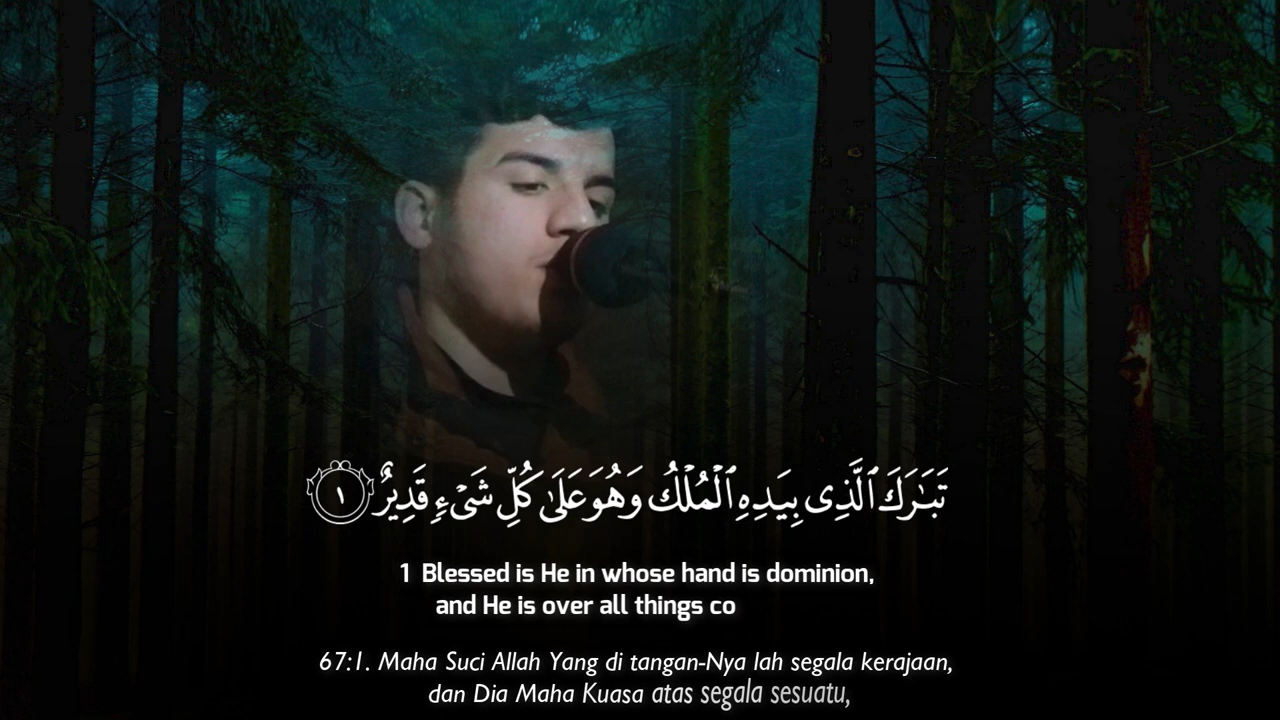 تَبَٰرَكَ ٱلَّذِى بِيَدِهِ ٱلْمُلْكُ وَهُوَ عَلَىٰ كُلِّ شَىْءٍ قَدِيرٌ ١
1 Blessed is He in whose hand is dominion,
and He is over all things co
67:1. Maha Suci Allah Yang di tangan-Nya lah segala kerajaan,
dan Dia Maha Kuasa atas segala sesuatu,